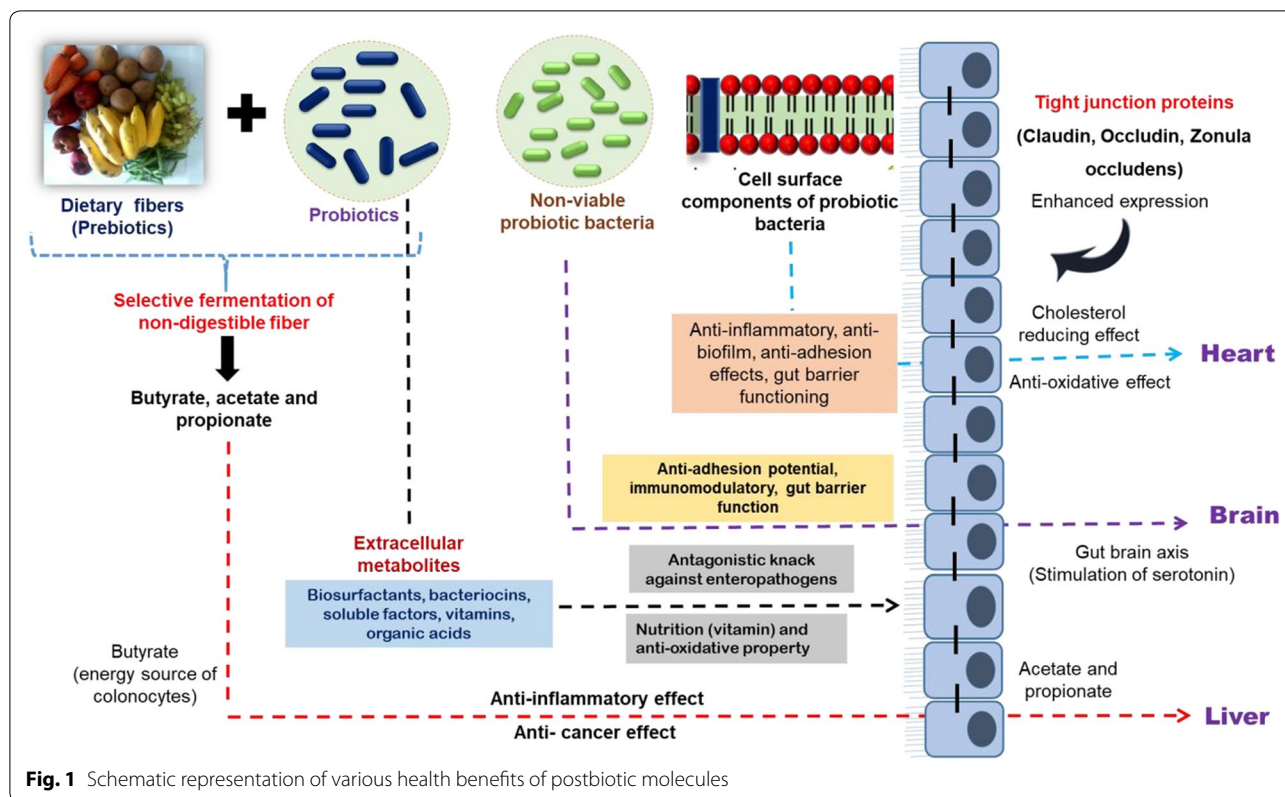 Dietary fibers
(Prebiotics)
Probiotics
Non-viable
probiotic bacteria
Cell surface
components of probiotic
bacteria
Tight junction proteins
(Claudin, Occludin, Zonula
occludens)
Enhanced expression
Selective fermentation of
non-digestible fiber
Butyrate, acetate and
propionate
Anti-inflammatory, anti-
biofilm, anti-adhesion
effects, gut barrier
functioning
Cholesterol
reducing effect
Heart
Anti-oxidative effect
Anti-adhesion potential,
immunomodulatory, gut barrier
function
Brain
Gut brain axis
(Stimulation of serotonin)
Extracellular
metabolites
Biosurfactants, bacteriocins,
soluble factors, vitamins,
organic acids
Antagonistic knack
against enteropathogens
Nutrition (vitamin) and
anti-oxidative property
Butyrate
(energy source of
colonocytes)
Anti-inflammatory effect
Anti- cancer effect
Acetate and
propionate
Liver
Fig. 1 Schematic representation of various health benefits of postbiotic molecules